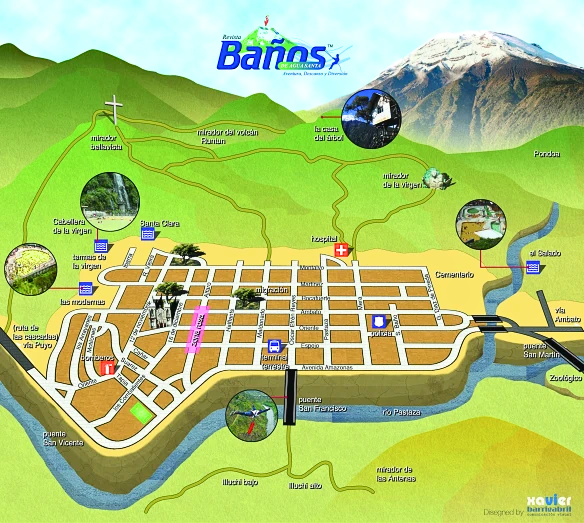 Revista
Baños™
DE AGUA SANTA
Aventura, Descanso y Diversión
mirador
bellavista
mirador del volcán
Runtun
la casa
del árbol
Pondoa
mirador
de la virgen
Cabellera
de la virgen
Santa Clara
termas de
la virgen
hospital
el Salado
Cementerio
las modernas
Montalvo
Martínez
migración
Rocafuerte
Ambato
Oriente
Espejo
Avenida Amazonas
policía
vía
Ambato
(ruta de
las cascadas)
vía Puyo
bomberos
terminal
terrestre
puente
San Martín
Zoológico
puente
San Francisco
río Pastaza
puente
San Vicente
Illuchi bajo
Illuchi alto
mirador de
las Antenas
Designed by
xavier
barrivabril